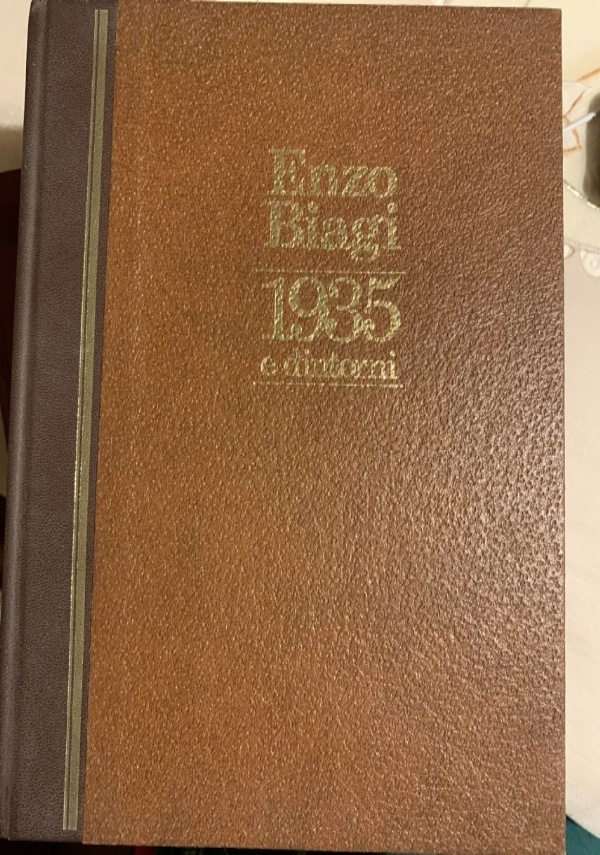 Enzo
Biagi
1935
e dintorni